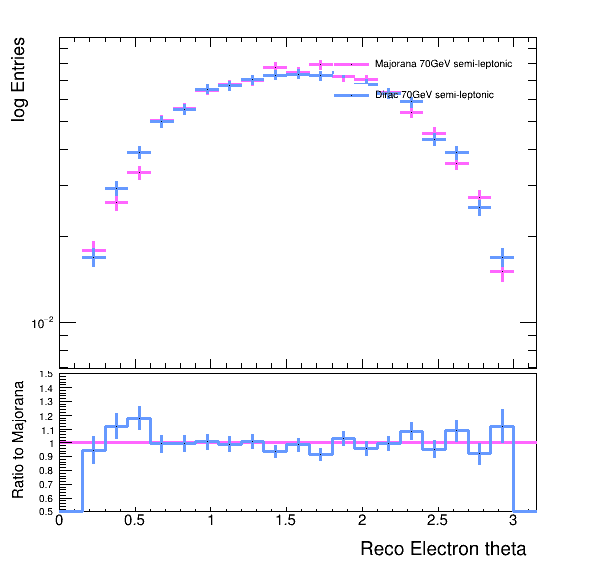 log Entries
Majorana 70GeV semi-leptonic
Dirac 70GeV semi-leptonic
10⁻²
Ratio to Majorana
1.5
1.4
1.3
1.2
1.1
1
0.9
0.8
0.7
0.6
0.5
0 0.5 1 1.5 2 2.5 3
Reco Electron theta